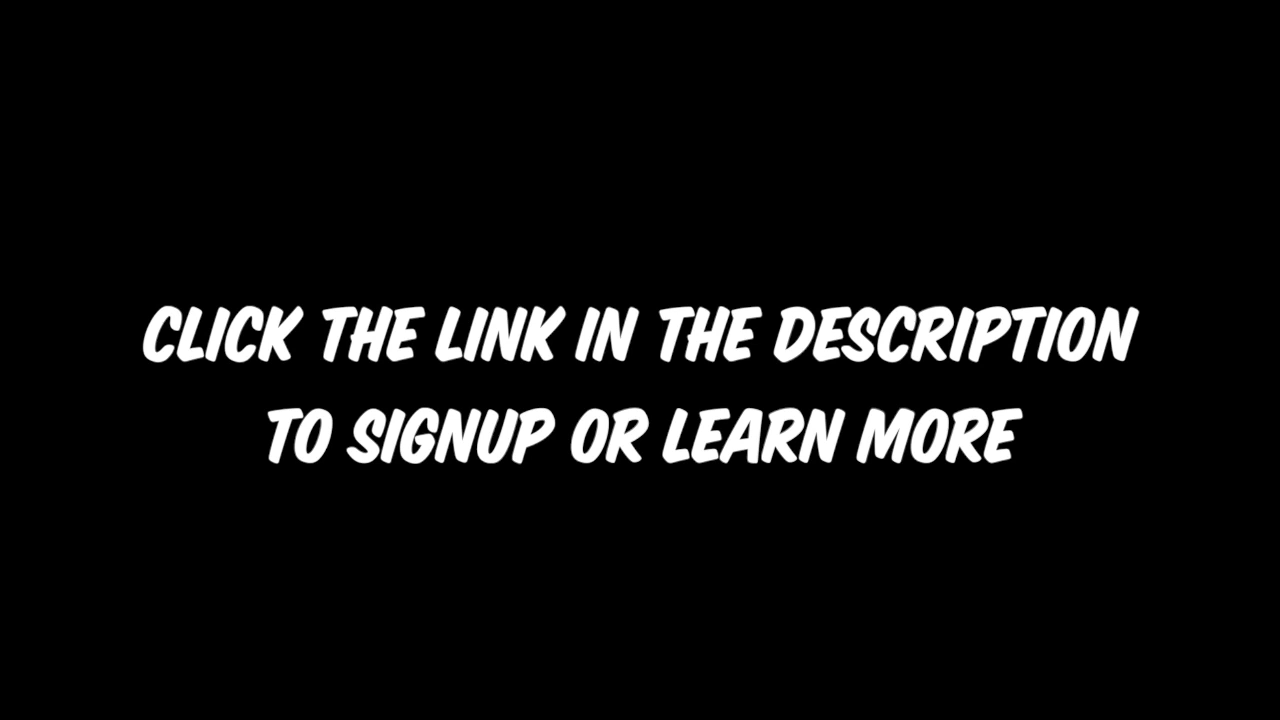 CLICK THE LINK IN THE DESCRIPTION
TO SIGNUP OR LEARN MORE